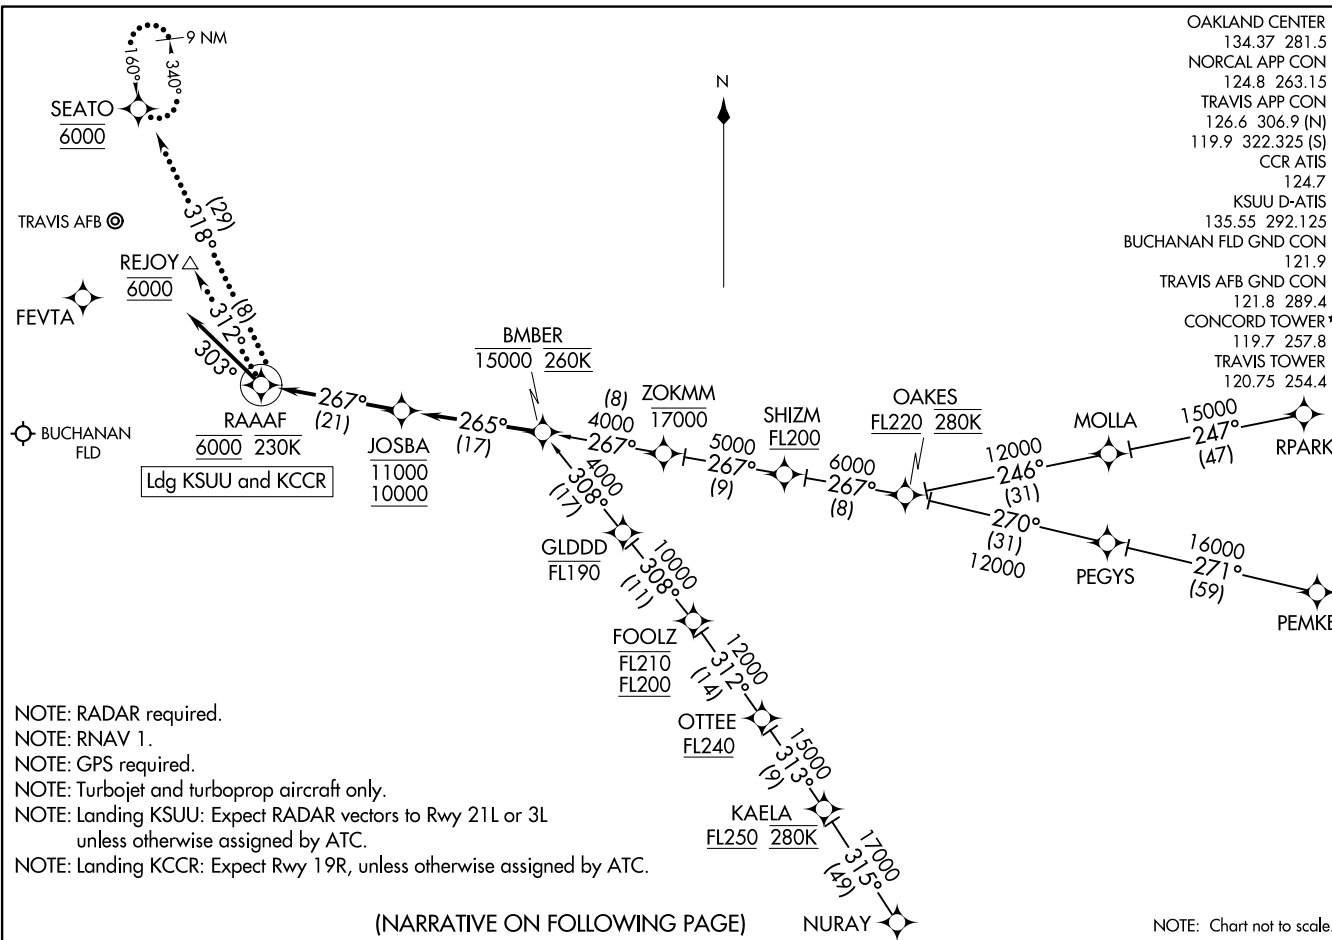 OAKLAND CENTER
134.37 281.5
NORCAL APP CON
124.8 263.15
TRAVIS APP CON
126.6 306.9 (N)
119.9 322.325 (S)
CCR ATIS
124.7
KSUU D-ATIS
135.55 292.125
BUCHANAN FLD GND CON
121.9
TRAVIS AFB GND CON
121.8 289.4
CONCORD TOWER★
119.7 257.8
TRAVIS TOWER
120.75 254.4
9 NM
160°
340°
SEATO
6000
N
TRAVIS AFB
(29)
318°
(8)
REJOY
6000
312°
FEVTA
303°
RAAAF
6000 230K
Ldg KSUU and KCCR
BUCHANAN
FLD
267°
(21)
JOSBA
11000
10000
265°
(17)
BMBER
15000 260K
(8)
4000
267°
ZOKMM
17000
5000
267°
(9)
SHIZM
FL200
6000
267°
(8)
OAKES
FL220 280K
12000
246°
(31)
MOLLA
15000
247°
(47)
RPARK
270°
(31)
12000
PEGYS
16000
271°
(59)
PEMKE
4000
308°
(17)
GLDDD
FL190
10000
308°
(11)
FOOLZ
FL210
FL200
12000
312°
(14)
OTTEE
FL240
15000
313°
(9)
KAELA
FL250 280K
17000
315°
(49)
NURAY
NOTE: RADAR required.
NOTE: RNAV 1.
NOTE: GPS required.
NOTE: Turbojet and turboprop aircraft only.
NOTE: Landing KSUU: Expect RADAR vectors to Rwy 21L or 3L
unless otherwise assigned by ATC.
NOTE: Landing KCCR: Expect Rwy 19R, unless otherwise assigned by ATC.
(NARRATIVE ON FOLLOWING PAGE)
NOTE: Chart not to scale.